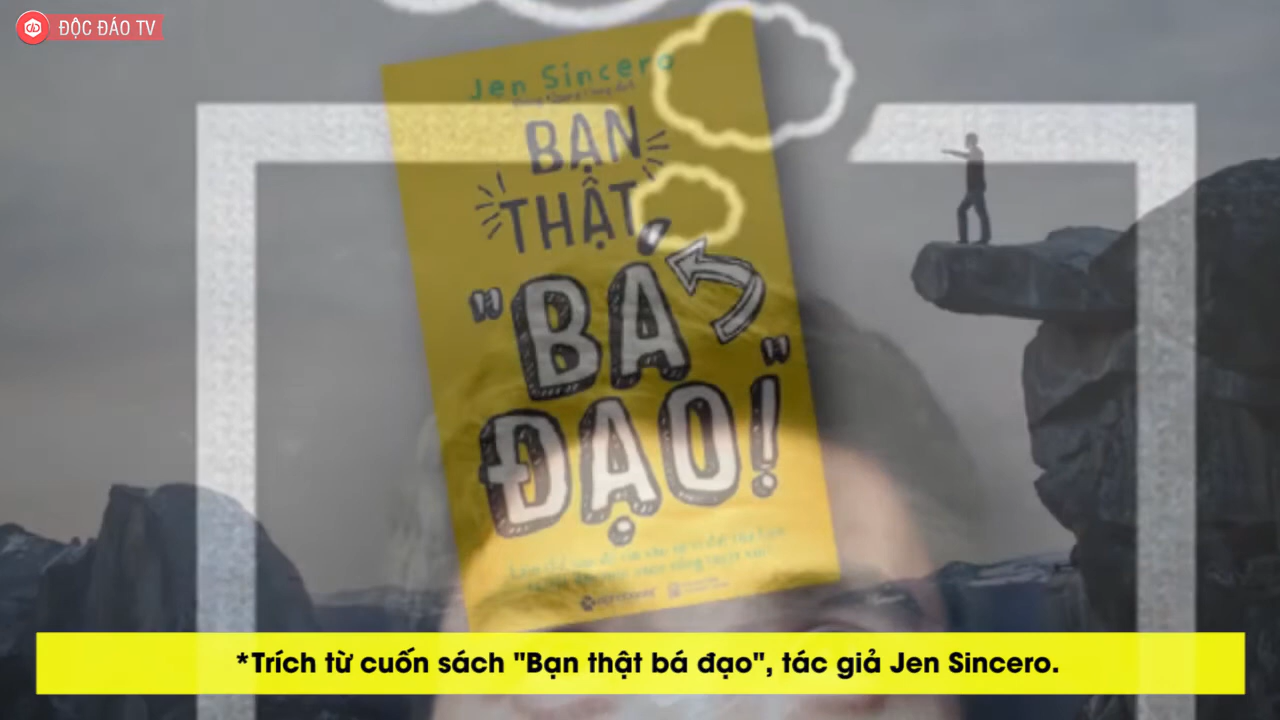 ĐỘC ĐÁO TV
Jen Sincero
BẠN
THẬT
"BÁ
ĐẠO!"
*Trích từ cuốn sách "Bạn thật bá đạo", tác giả Jen Sincero.